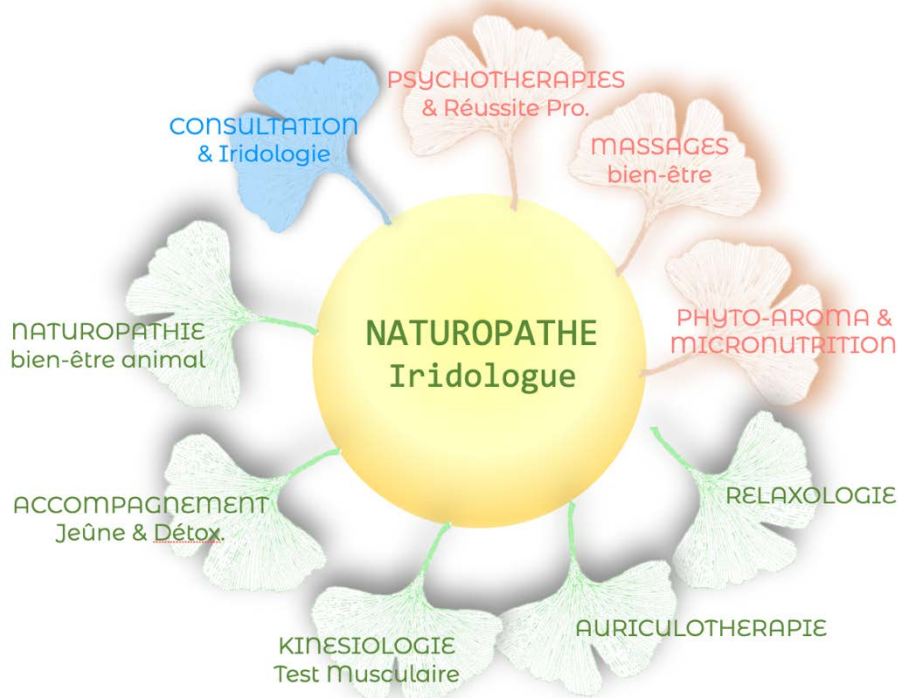 PSYCHOTHERAPIES
& Réussite Pro.
CONSULTATION
& Iridologie
MASSAGES
bien-être
PHYTO-AROMA &
MICRONUTRITION
NATUROPATHE
Iridologue
NATUROPATHIE
bien-être animal
RELAXOLOGIE
ACCOMPAGNEMENT
Jeûne & Détox.
AURICULOTHERAPIE
KINESIOLOGIE
Test Musculaire